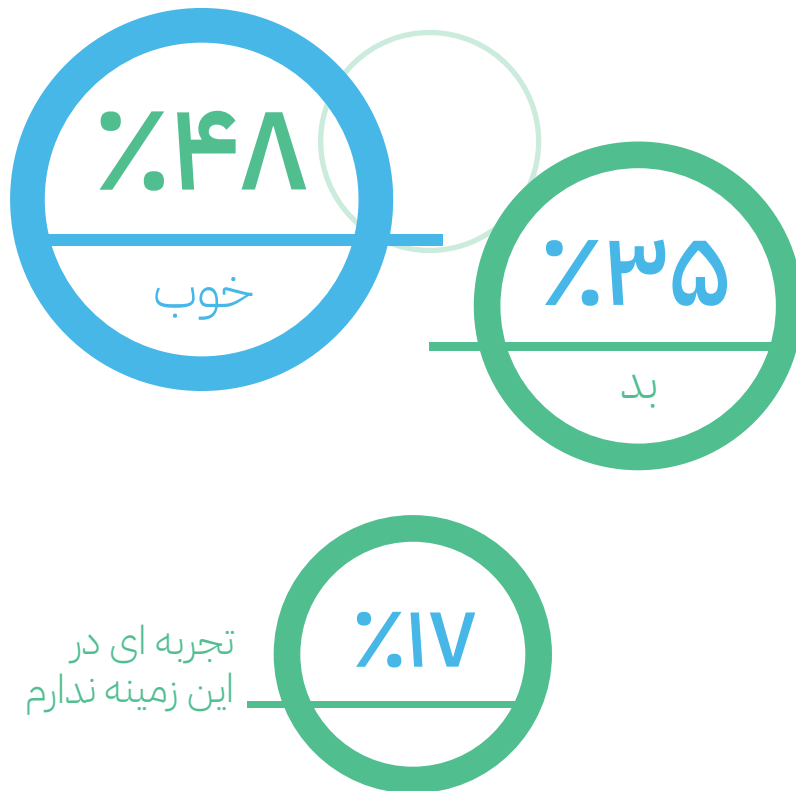 ٪۴۸
خوب
٪۳۵
بد
٪۱۷
تجربه ای در
این زمینه ندارم